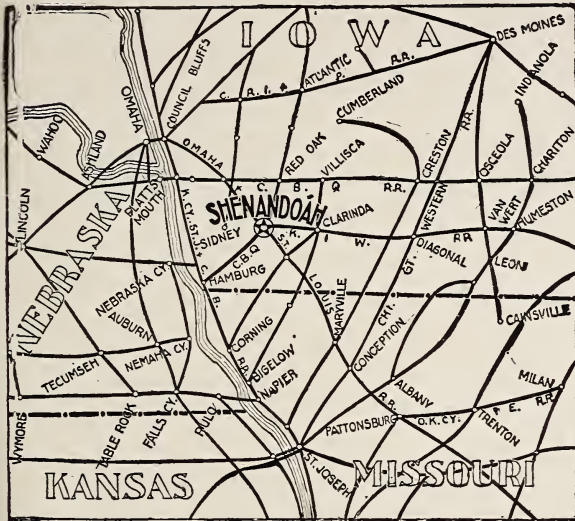 IOWA
DES MOINES
INDIANOLA
ATLANTIC
C. R. I. & P. R.R.
CUMBERLAND
COUNCIL BLUFFS
OMAHA
WAHOO
ASHLAND
OMAHA
RED OAK
VILLISCA
CRESTON
WESTERN R.R.
OSCEOLA
CHARITON
C. B. Q R.R.
PLATTSMOUTH
SHENANDOAH
K.CY. ST.J. & C. B. R.R.
LINCOLN
SIDNEY
C.B.Q
K.
CLARINDA
W.
DIAGONAL
R.R.
VAN WERT
HUMESTON
NEBRASKA
HAMBURG
ST. LOUIS
GT.
LEON
NEBRASKA CY.
AUBURN
CORNING
MARYVILLE
CHI.
CAINSVILLE
NEMAHA CY.
TECUMSEH
BIGELOW
CONCEPTION
NAPIER
ALBANY
MILAN
R.R.
WYMORE
TABLE ROCK
FALLS CY.
RULO
PATTONSBURG
R.R.
O.K.CY. & E. R.R.
TRENTON
ST. JOSEPH
KANSAS
MISSOURI